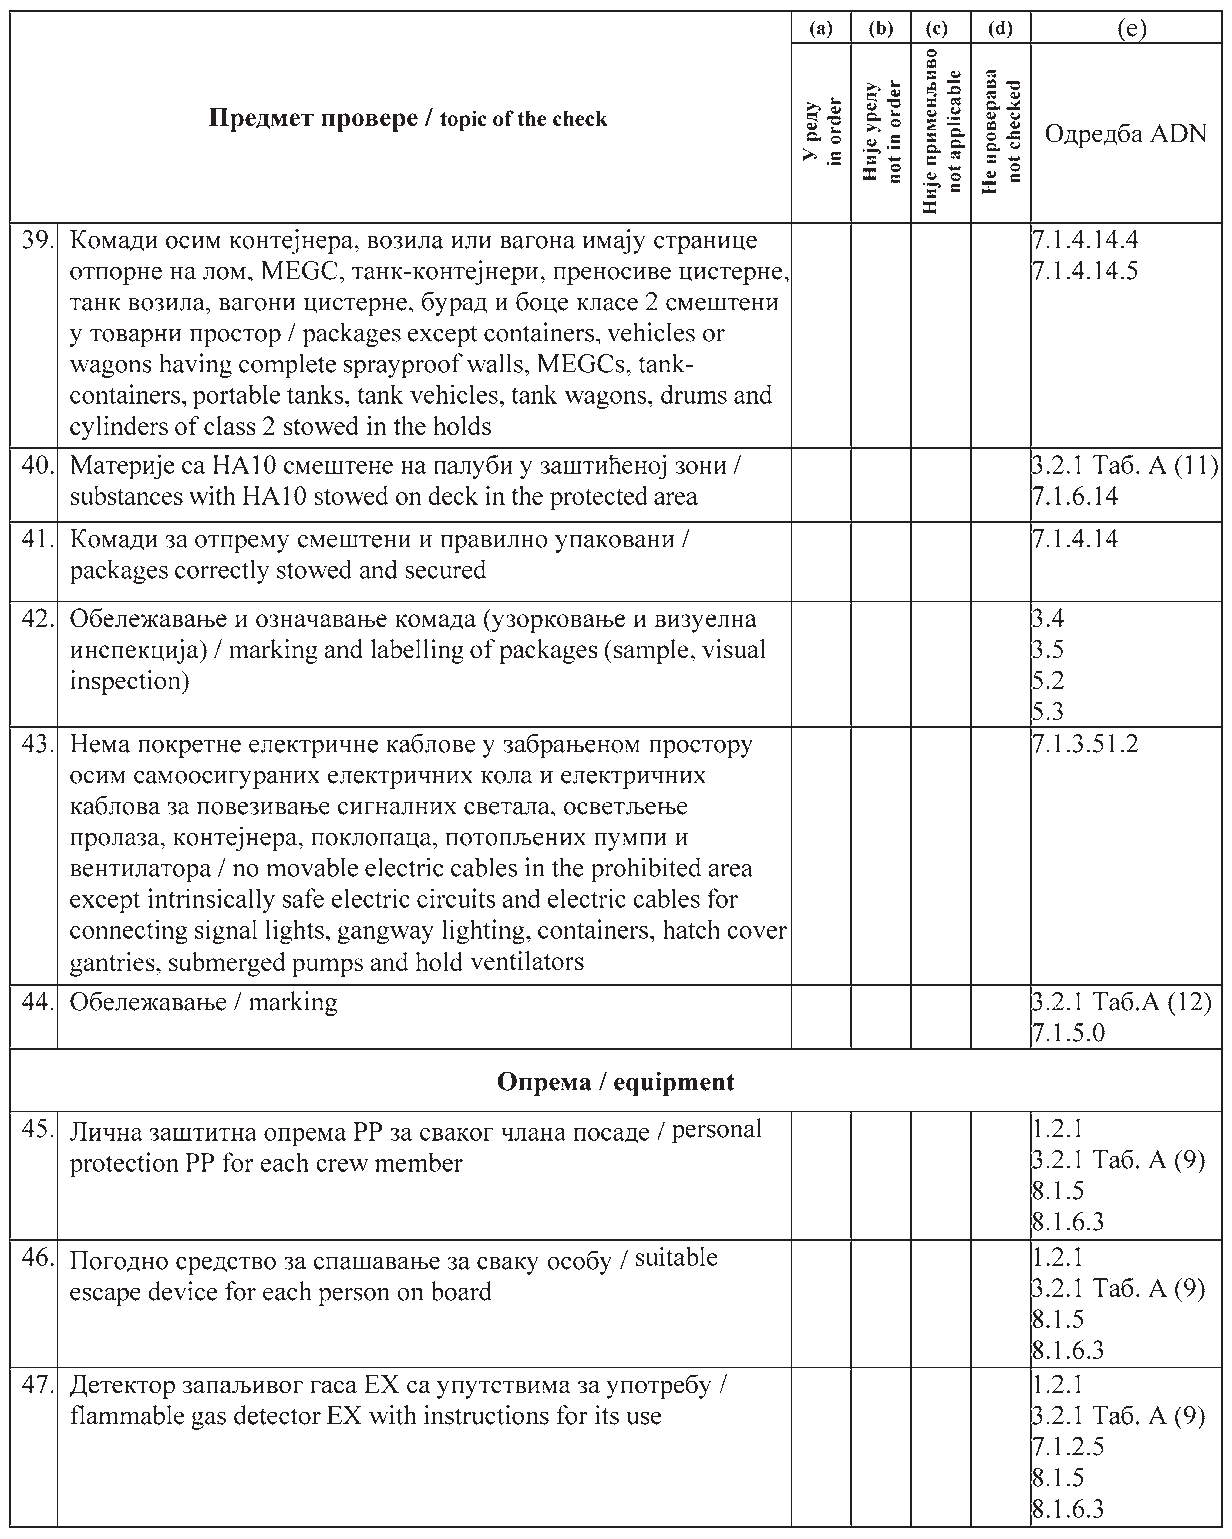 Предмет провере / topic of the check
(a)
(b)
(c)
(d)
(e)
У реду
in order
Није уреду
not in order
Није применљиво
not applicable
Не проверава
not checked
Одредба ADN
39. Комади осим контејнера, возила или вагона имају странице
отпорне на лом, MEGC, танк-контејнери, преносиве цистерне,
танк возила, вагони цистерне, бурад и боце класе 2 смештени
у товарни простор / packages except containers, vehicles or
wagons having complete sprayproof walls, MEGCs, tank-
containers, portable tanks, tank vehicles, tank wagons, drums and
cylinders of class 2 stowed in the holds
7.1.4.14.4
7.1.4.14.5
40. Материје са HA10 смештене на палуби у заштићеној зони /
substances with HA10 stowed on deck in the protected area
3.2.1 Таб. А (11)
7.1.6.14
41. Комади за отпрему смештени и правилно упаковани /
packages correctly stowed and secured
7.1.4.14
42. Обележавање и означавање комада (узорковање и визуелна
инспекција) / marking and labelling of packages (sample, visual
inspection)
3.4
3.5
5.2
5.3
43. Нема покретне електричне каблове у забрањеном простору
осим самоосигураних електричних кола и електричних
каблова за повезивање сигналних светала, осветљење
пролаза, контејнера, поклопаца, потопљених пумпи и
вентилатора / no movable electric cables in the prohibited area
except intrinsically safe electric circuits and electric cables for
connecting signal lights, gangway lighting, containers, hatch cover
gantries, submerged pumps and hold ventilators
7.1.3.51.2
44. Обележавање / marking
3.2.1 Таб.А (12)
7.1.5.0
Опрема / equipment
45. Лична заштитна опрема PP за сваког члана посаде / personal
protection PP for each crew member
1.2.1
3.2.1 Таб. А (9)
8.1.5
8.1.6.3
46. Погодно средство за спашавање за сваку особу / suitable
escape device for each person on board
1.2.1
3.2.1 Таб. А (9)
8.1.5
8.1.6.3
47. Детектор запаљивог гаса EX са упутствима за употребу /
flammable gas detector EX with instructions for its use
1.2.1
3.2.1 Таб. А (9)
7.1.2.5
8.1.5
8.1.6.3